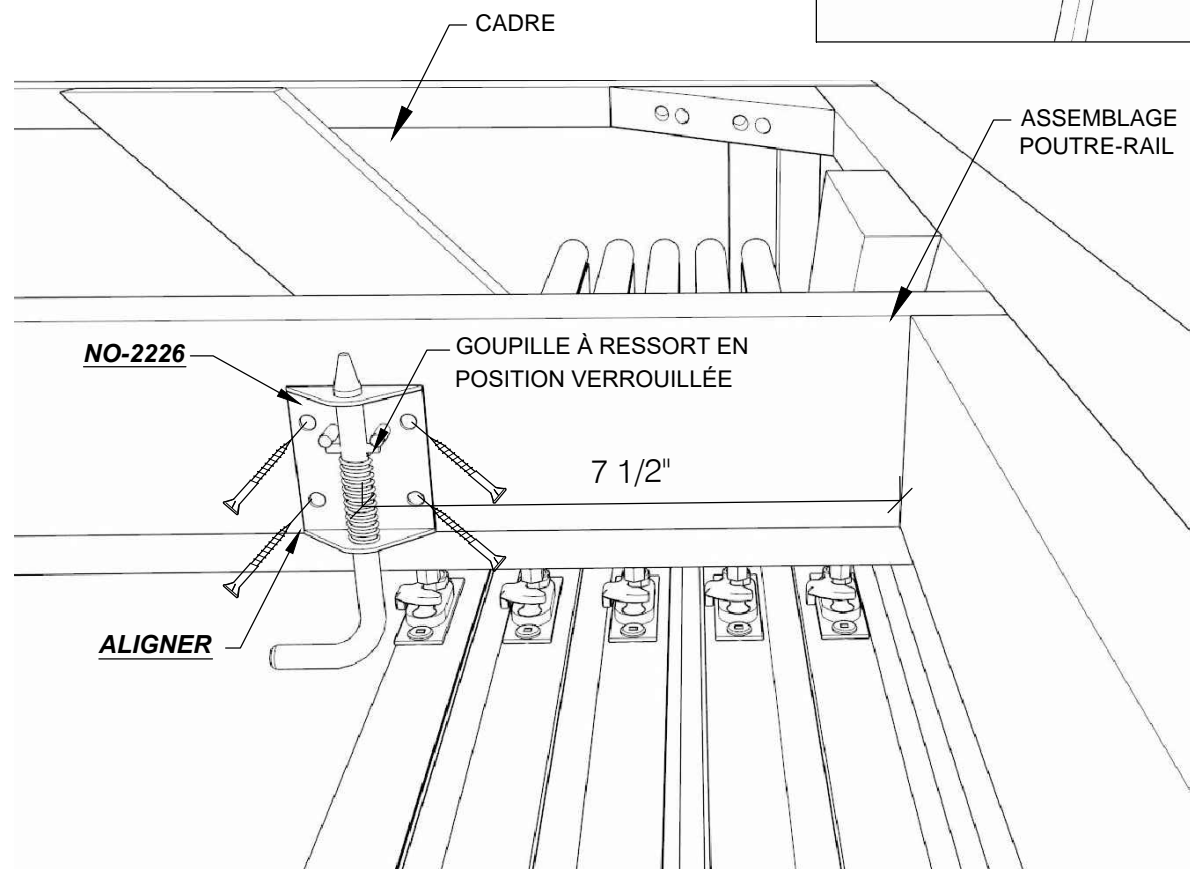 CADRE
ASSEMBLAGE
POUTRE-RAIL
NO-2226
GOUPILLE À RESSORT EN
POSITION VERROUILLÉE
7 1/2"
ALIGNER